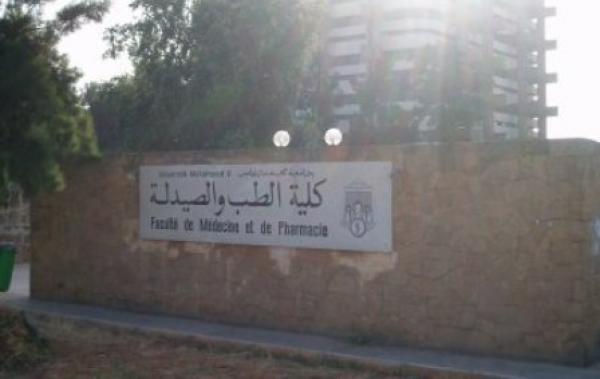 Université Mohammed V جامعة محمد الخامس
كلية الطب والصيدلة
Faculté de Médecine et de Pharmacie